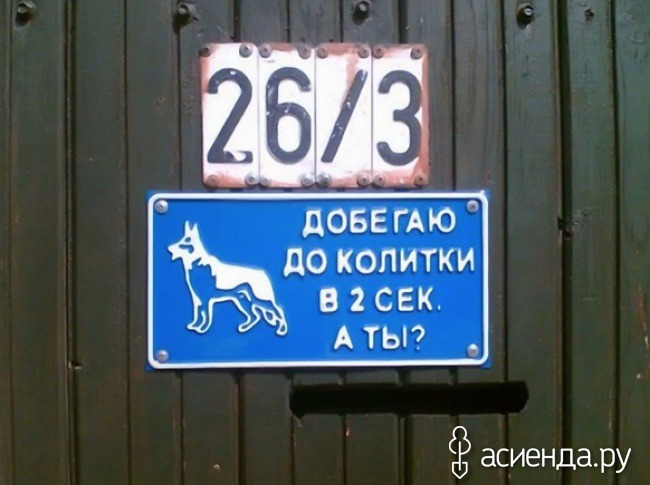 26/3
ДОБЕГАЮ
ДО КОЛИТКИ
В 2 СЕК.
А ТЫ?
асиенда.ру